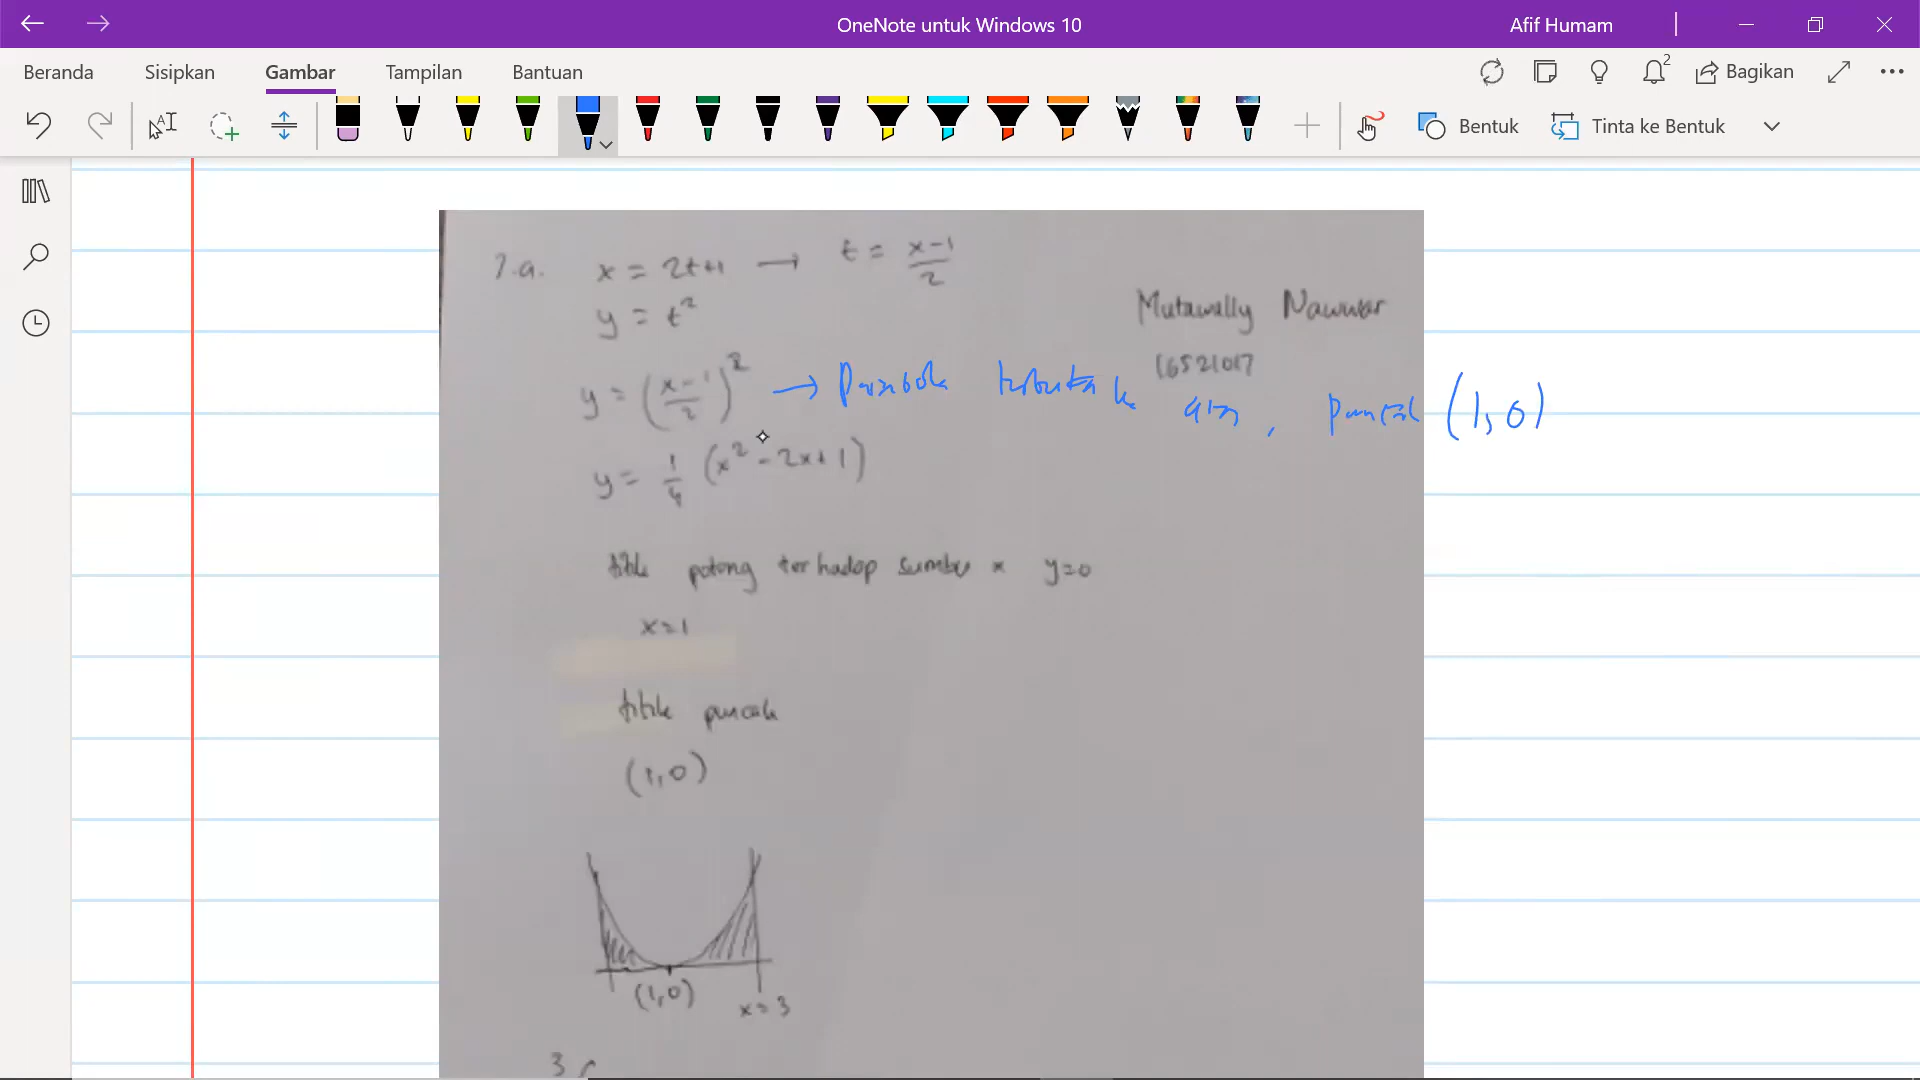 OneNote untuk Windows 10
Afif Humam
Beranda Sisipkan Gambar Tampilan Bantuan
2
Bagikan
Bentuk Tinta ke Bentuk
7.a. x = 2t+1 → t = (x-1)/2
y = t²
Mutawally Nawwar
16521017
y = ((x-1)/2)² → Parabola terbuka ke atas, puncak (1,0)
y = 1/4 (x² - 2x+1)
titik potong terhadap sumbu x y=0
x=1
titik puncak
(1,0)
(1,0)
x=3
3